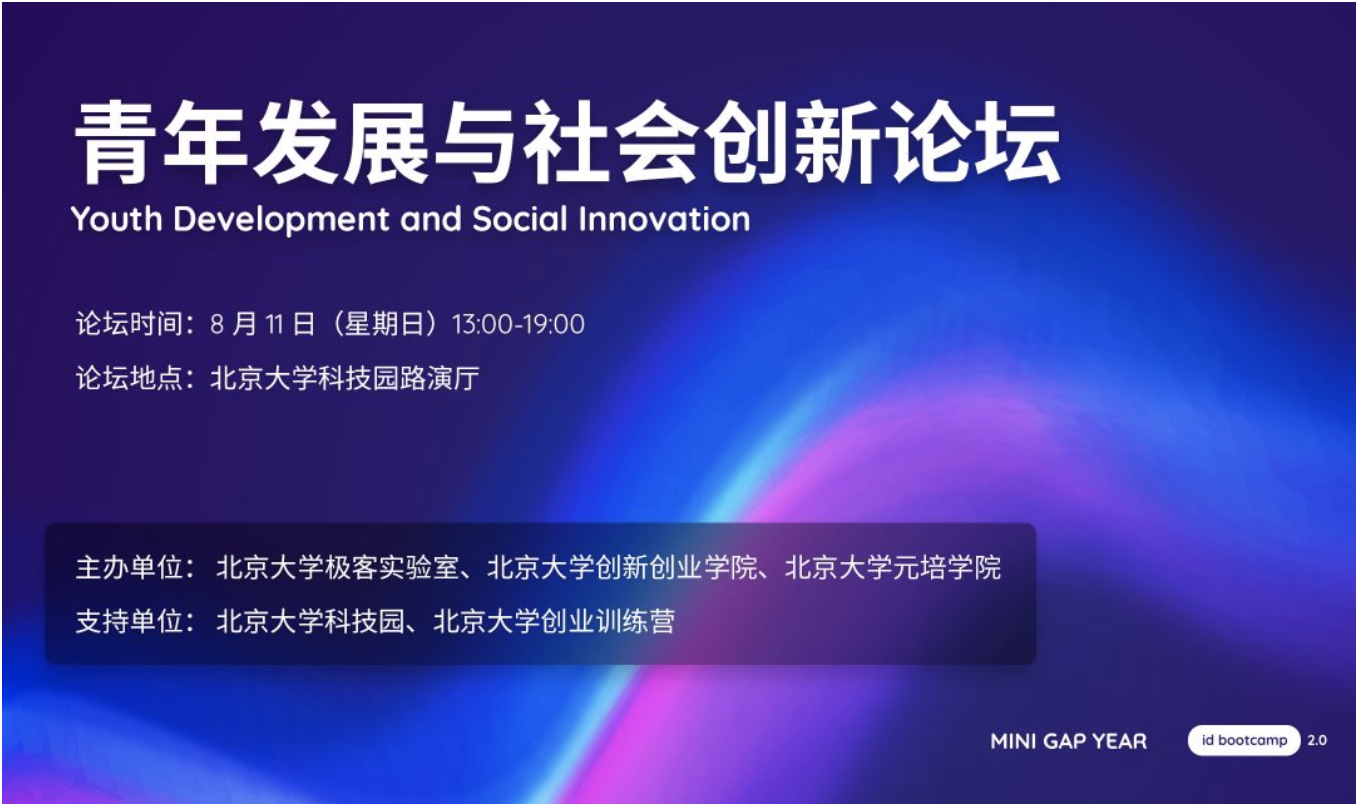 青年发展与社会创新论坛
Youth Development and Social Innovation
论坛时间：8 月 11 日（星期日）13:00-19:00
论坛地点：北京大学科技园路演厅
主办单位： 北京大学极客实验室、北京大学创新创业学院、北京大学元培学院
支持单位： 北京大学科技园、北京大学创业训练营
MINI GAP YEAR id bootcamp 2.0